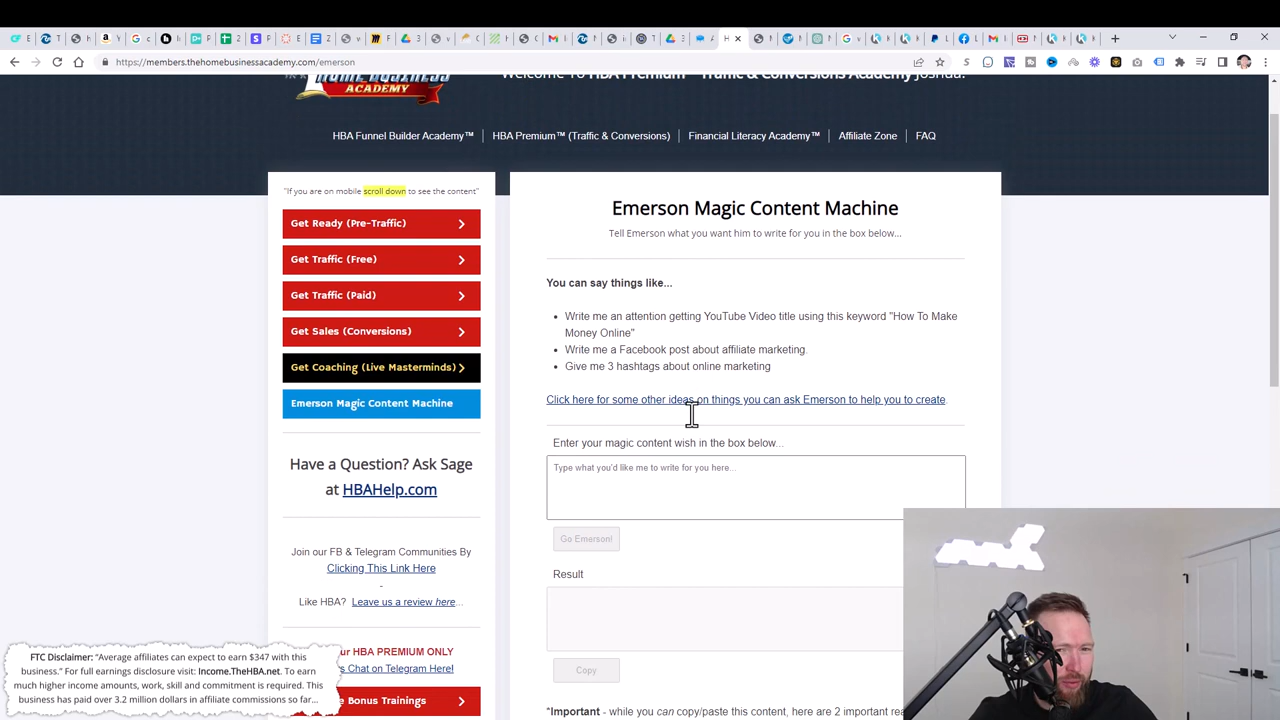 https://members.thehomebusinessacademy.com/emerson
HOME BUSINESS
ACADEMY
Welcome To HBA Premium - Traffic & Conversions Academy Joshua!
HBA Funnel Builder Academy™
HBA Premium™ (Traffic & Conversions)
Financial Literacy Academy™
Affiliate Zone
FAQ
"If you are on mobile scroll down to see the content"
Get Ready (Pre-Traffic)
Get Traffic (Free)
Get Traffic (Paid)
Get Sales (Conversions)
Get Coaching (Live Masterminds)
Emerson Magic Content Machine
Have a Question? Ask Sage
at HBAHelp.com
Join our FB & Telegram Communities By
Clicking This Link Here
-
Like HBA? Leave us a review here...
ur HBA PREMIUM ONLY
s Chat on Telegram Here!
e Bonus Trainings
Emerson Magic Content Machine
Tell Emerson what you want him to write for you in the box below...
You can say things like...
Write me an attention getting YouTube Video title using this keyword "How To Make
Money Online"
Write me a Facebook post about affiliate marketing.
Give me 3 hashtags about online marketing
Click here for some other ideas on things you can ask Emerson to help you to create.
Enter your magic content wish in the box below...
Type what you'd like me to write for you here...
Go Emerson!
Result
Copy
*Important - while you can copy/paste this content, here are 2 important rea
FTC Disclaimer: "Average affiliates can expect to earn $347 with this
business." For full earnings disclosure visit: Income.TheHBA.net. To earn
much higher income amounts, work, skill and commitment is required. This
business has paid over 3.2 million dollars in affiliate commissions so far...